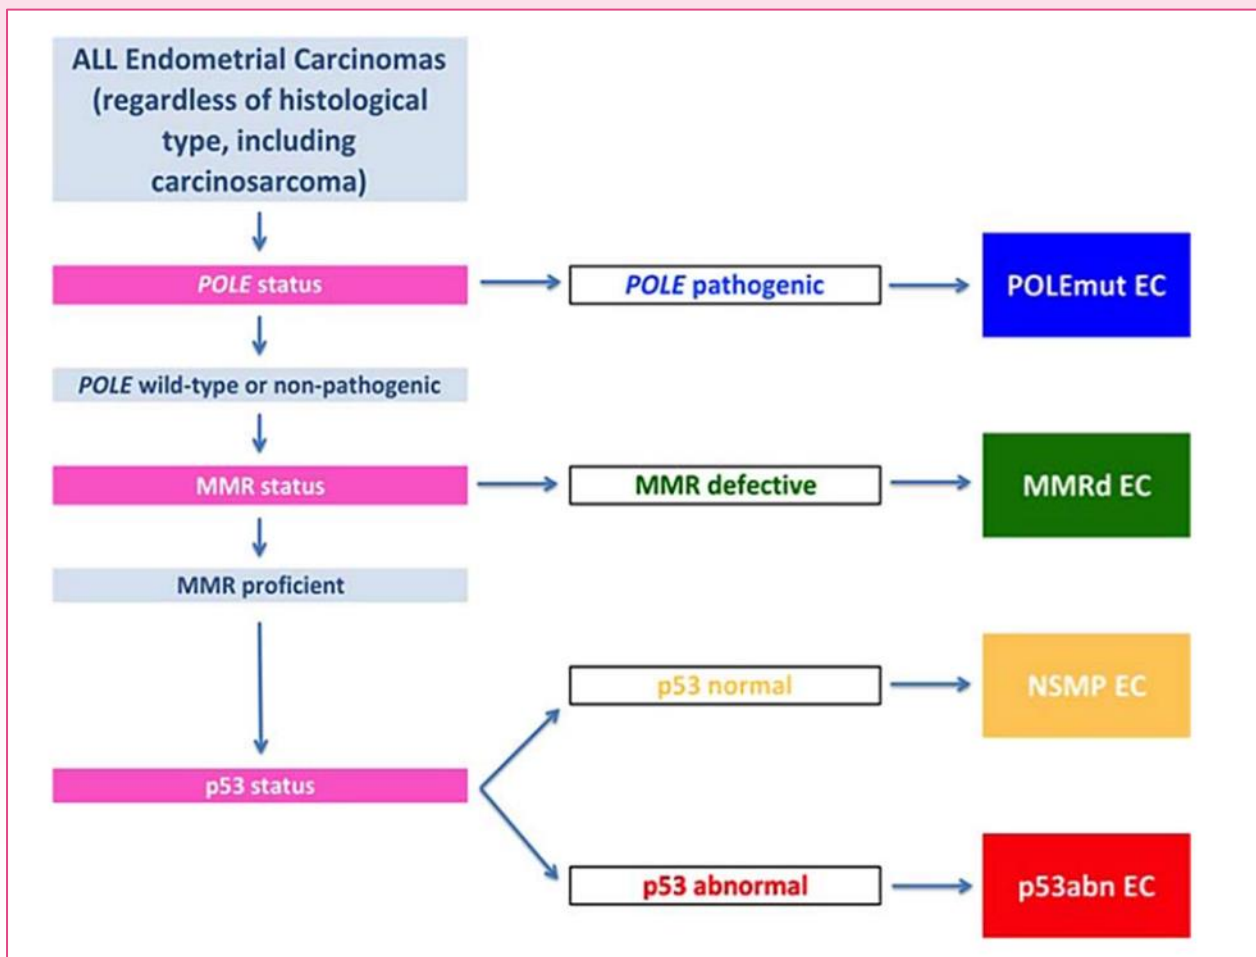 ALL Endometrial Carcinomas
(regardless of histological
type, including
carcinosarcoma)
POLE status
POLE pathogenic
POLEmut EC
POLE wild-type or non-pathogenic
MMR status
MMR defective
MMRd EC
MMR proficient
p53 normal
NSMP EC
p53 status
p53 abnormal
p53abn EC